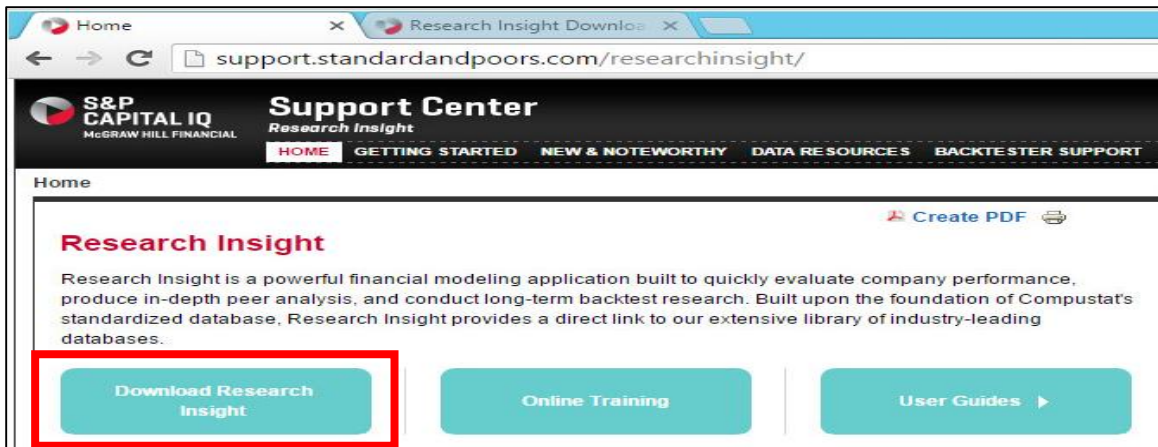 Home
Research Insight Downloa
support.standardandpoors.com/researchinsight/
S&P
CAPITAL IQ
McGRAW HILL FINANCIAL
Support Center
Research Insight
HOME GETTING STARTED NEW & NOTEWORTHY DATA RESOURCES BACKTESTER SUPPORT
Home
Create PDF
Research Insight
Research Insight is a powerful financial modeling application built to quickly evaluate company performance,
produce in-depth peer analysis, and conduct long-term backtest research. Built upon the foundation of Compustat's
standardized database, Research Insight provides a direct link to our extensive library of industry-leading
databases.
Download Research
Insight
Online Training
User Guides